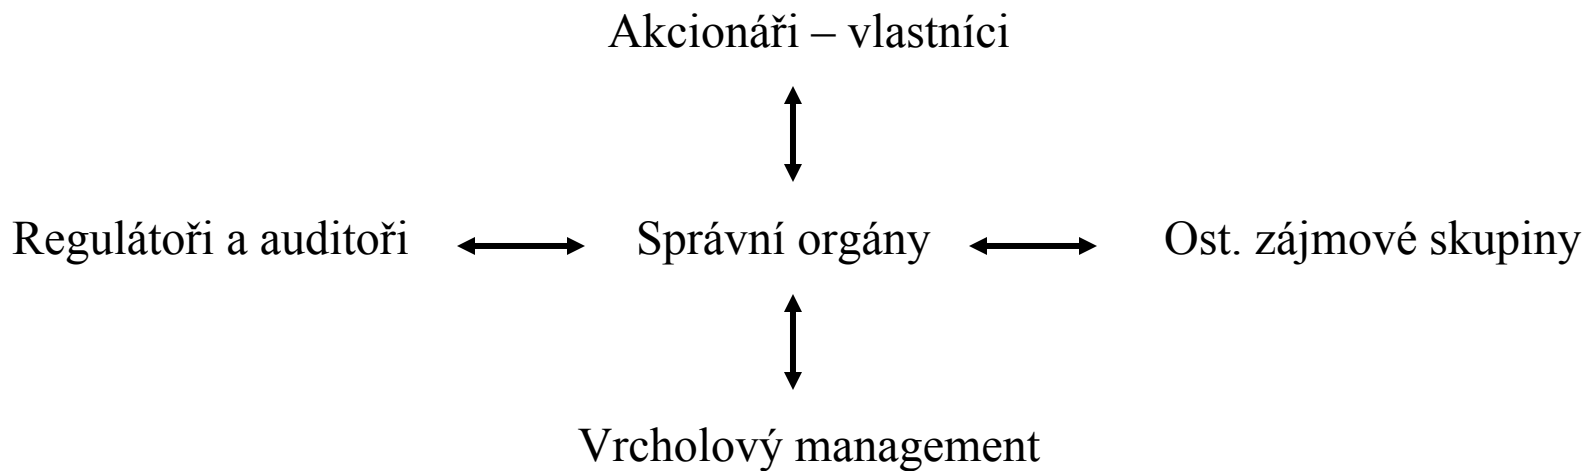 Akcionáři – vlastníci
Regulátoři a auditoři Správní orgány Ost. zájmové skupiny
Vrcholový management